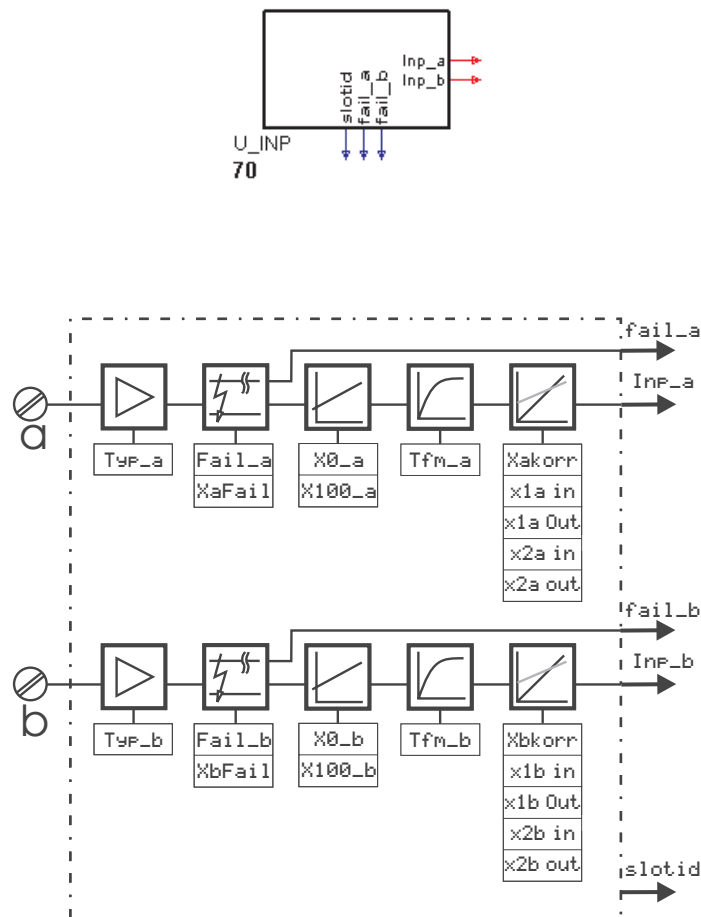 Inp_a
Inp_b
slotid
fail_a
fail_b
U_INP
70
fail_a
Inp_a
a
Typ_a
Fail_a
XaFail
X0_a
X100_a
Tfm_a
Xakorr
x1a in
x1a Out
x2a in
x2a out
fail_b
Inp_b
b
Typ_b
Fail_b
XbFail
X0_b
X100_b
Tfm_b
Xbkorr
x1b in
x1b Out
x2b in
x2b out
slotid